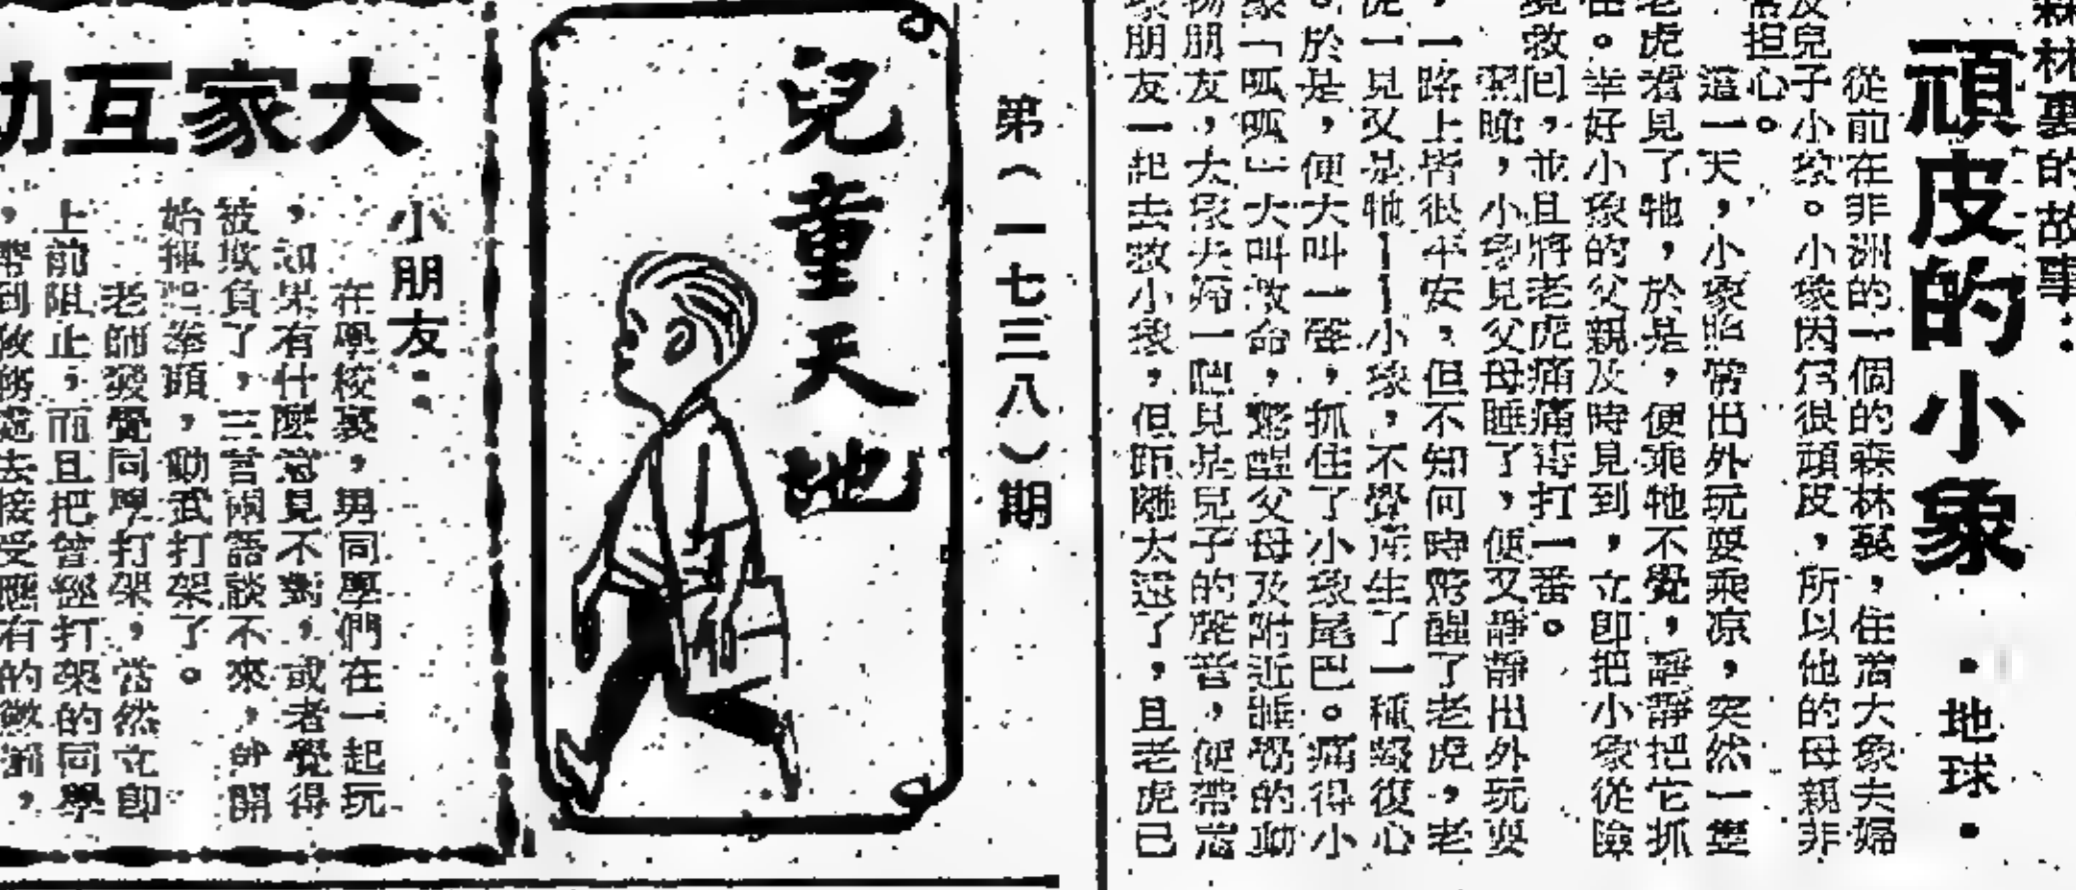 森林裏的故事：
頑皮的小象
·地球·
從前在非洲的一個的森林裏，住着大象夫婦
及兒子小象。小象因為很頑皮，所以他的母親非
常担心。
這一天，小象照常出外玩耍乘凉，突然一隻
老虎看見了牠，於是，便乘牠不覺，靜靜把它抓
住。幸好小象的父親及時見到，立即把小象從險
境救回，並且將老虎痛痛毒打一番。
當晚，小象見父母睡了，便又靜靜出外玩耍
，一路上皆很平安，但不知何時驚醒了老虎，老
虎一見又是牠——小象，不覺産生了一種報復心
。於是，便大叫一聲，抓住了小象尾巴。痛得小
象「呱呱」大叫救命，驚醒父母及附近睡覺的動
物朋友，大象夫婦一聽見是兒子的聲音，便帶着
朋友一起去救小象，但距離太遠了，且老虎已
第（一七三八）期
兒童天地
大家互助
小朋友：
在學校裏，男同學們在一起玩
，如果有什麼意見不對，或者覺得
被欺負了，三言兩語談不來，就開
始揮起拳頭，動武打架了。
老師發覺同學打架，當然立即
上前阻止，而且把曾經打架的同學
，帶到教務處去接受應有的懲罰，